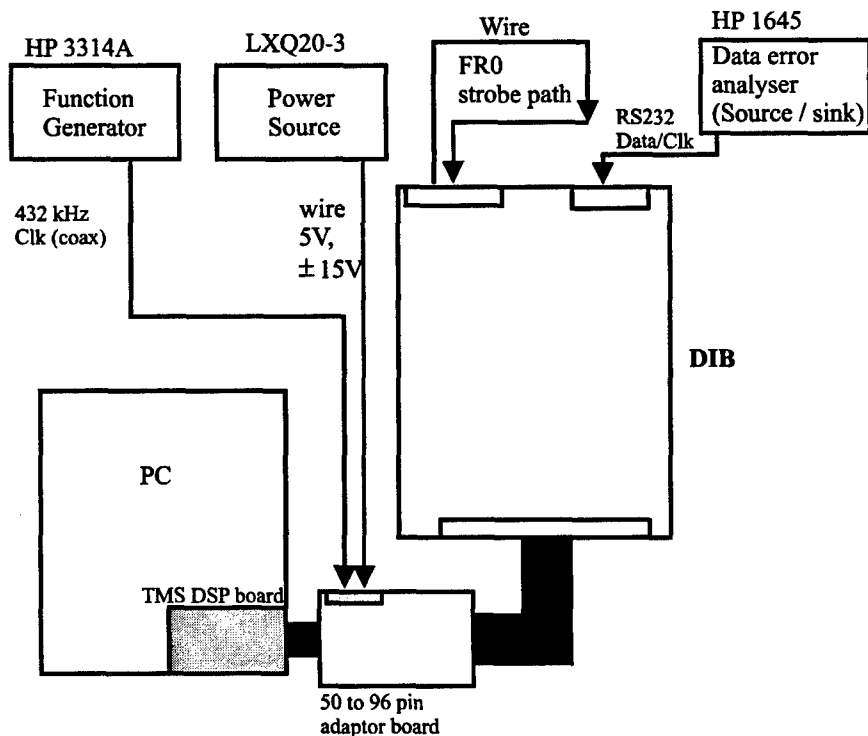 HP 3314A
Function
Generator
LXQ20-3
Power
Source
Wire
FR0
strobe path
HP 1645
Data error
analyser
(Source / sink)
RS232
Data/Clk
432 kHz
Clk (coax)
wire
5V,
±15V
DIB
PC
TMS DSP board
50 to 96 pin
adaptor board